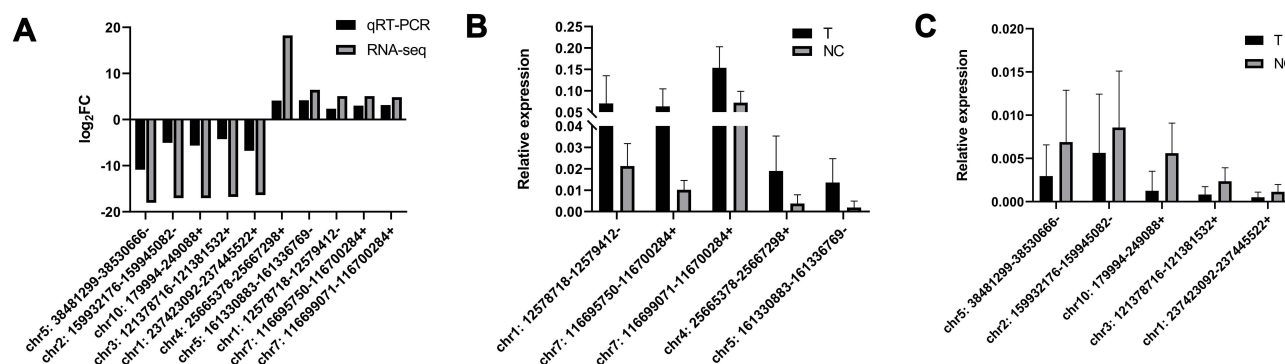 A
qRT-PCR
RNA-seq
log2FC
20
10
0
-10
-20
chr5: 38481299-38530666-
chr2: 159932176-159945082-
chr10: 179994-249088+
chr3: 121378716-121381532+
chr1: 237423092-237445522+
chr4: 25665378-25667298+
chr5: 161330883-161336769-
chr1: 12578718-12579412-
chr7: 116695750-116700284+
chr7: 116699071-116700284+
B
T
NC
Relative expression
0.25
0.20
0.15
0.10
0.05
0.04
0.03
0.02
0.01
0.00
chr1: 12578718-12579412-
chr7: 116695750-116700284+
chr7: 116699071-116700284+
chr4: 25665378-25667298+
chr5: 161330883-161336769-
C
T
NC
Relative expression
0.020
0.015
0.010
0.005
0.000
chr5: 38481299-38530666-
chr2: 159932176-159945082-
chr10: 179994-249088+
chr3: 121378716-121381532+
chr1: 237423092-237445522+